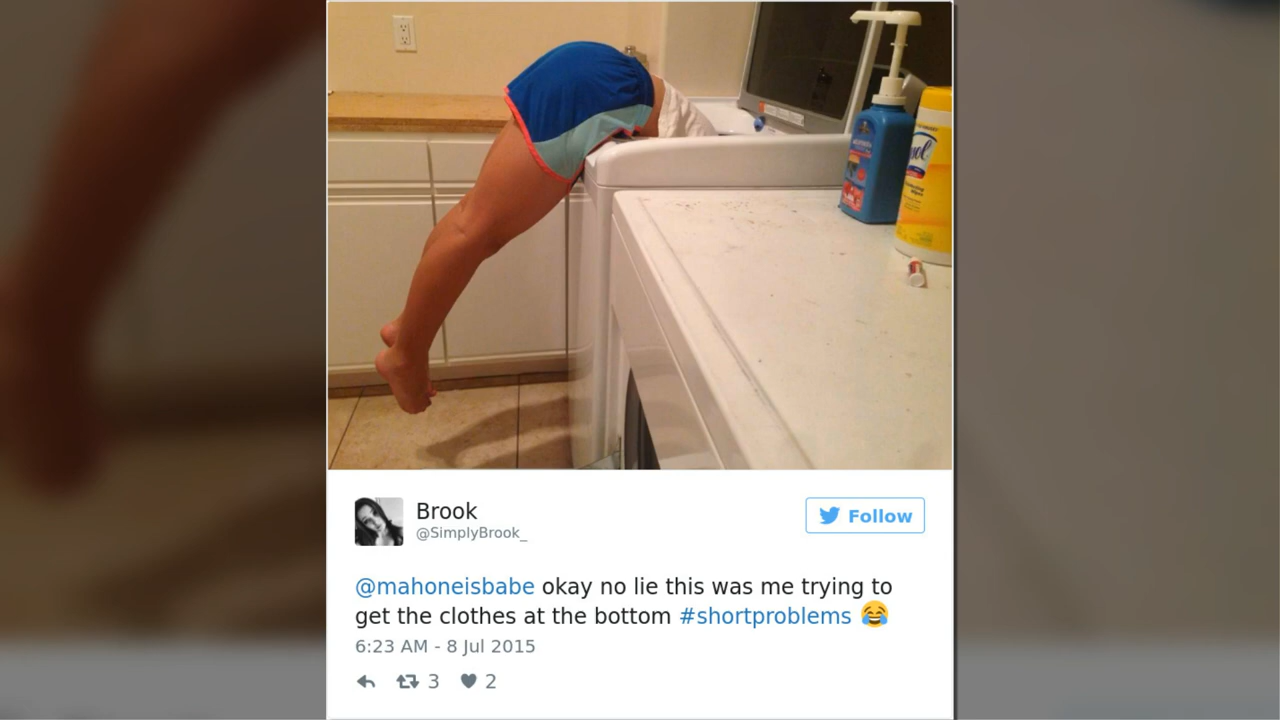 Brook
@SimplyBrook_
Follow
@mahoneisbabe okay no lie this was me trying to
get the clothes at the bottom #shortproblems 😂
6:23 AM - 8 Jul 2015
3 2